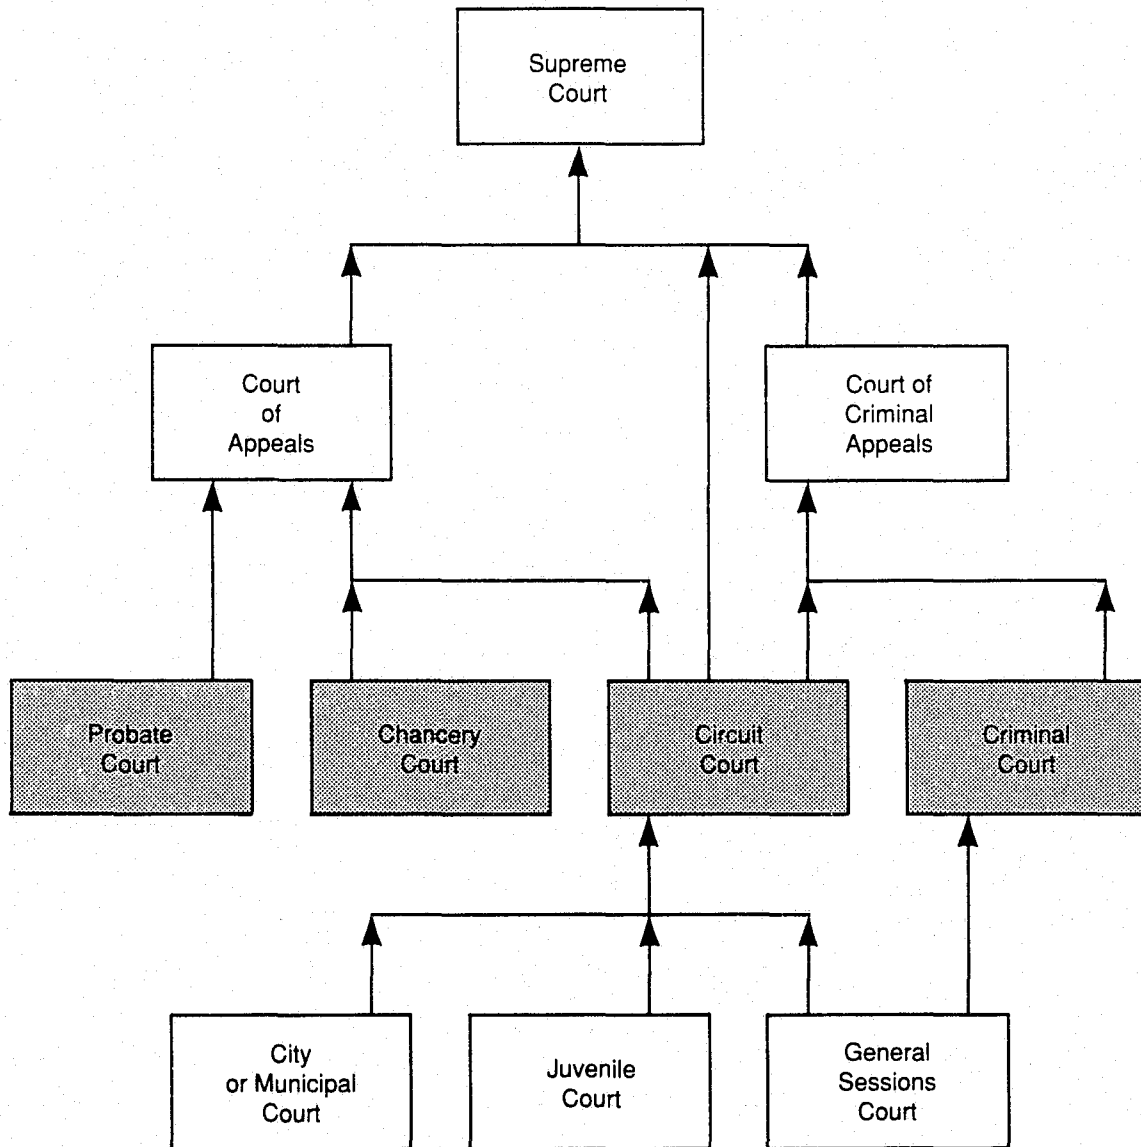 Supreme
Court
Court
of
Appeals
Court of
Criminal
Appeals
Probate
Court
Chancery
Court
Circuit
Court
Criminal
Court
City
or Municipal
Court
Juvenile
Court
General
Sessions
Court